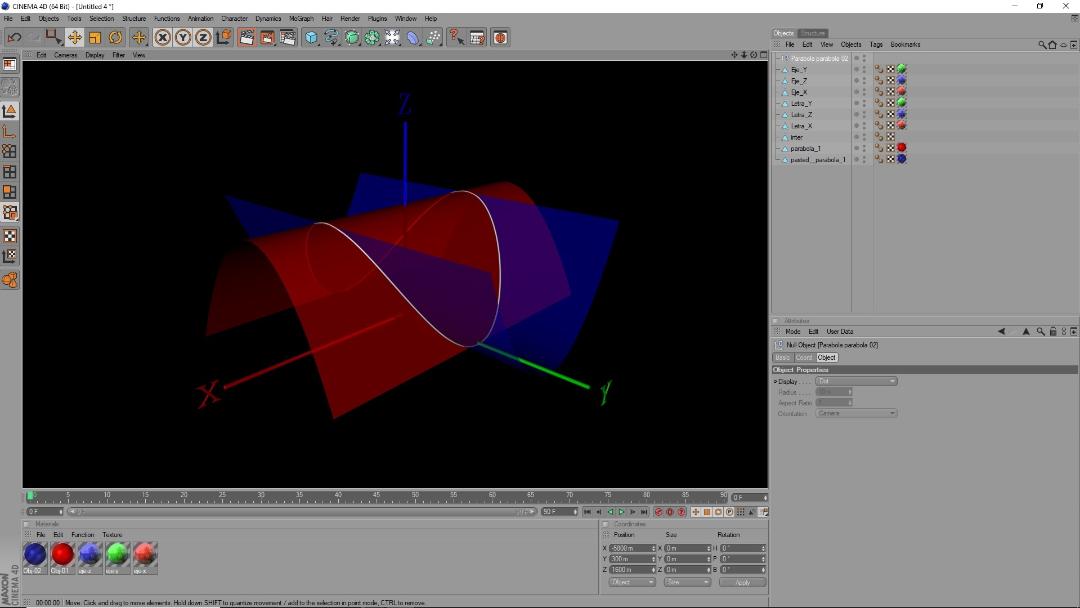 CINEMA 4D (64 Bit) - [Untitled 4 *]
File Edit Objects Tools Selection Structure Functions Animation Character Dynamics MoGraph Hair Render Plugins Window Help
Objects Structure
Edit Cameras Display Filter View
File Edit View Objects Tags Bookmarks
Parabola parabola 02
Eje_Y
Eje_Z
Eje_X
Letra_Y
Letra_Z
Letra_X
inter
parabola_1
pasted__parabola_1
Z
X
Y
Attributes
Mode Edit User Data
Null Object [Parabola parabola 02]
Basic Coord Object
Object Properties
Display . . . . Dot
Radius . . . .
Aspect Ratio
Orientation . Camera
0 5 10 15 20 25 30 35 40 45 50 55 60 65 70 75 80 85 90 0 F
0 F 90 F
Materials
File Edit Function Texture
Obj-02 Obj-01 eje-z eje-y eje-x
Coordinates
Position Size Rotation
X -5000 m X 0 m H 0 °
Y 300 m Y 0 m P 0 °
Z 1600 m Z 0 m B 0 °
Object Size Apply
MAXON CINEMA 4D
00:00:00 Move: Click and drag to move elements. Hold down SHIFT to quantize movement / add to the selection in point mode, CTRL to remove.